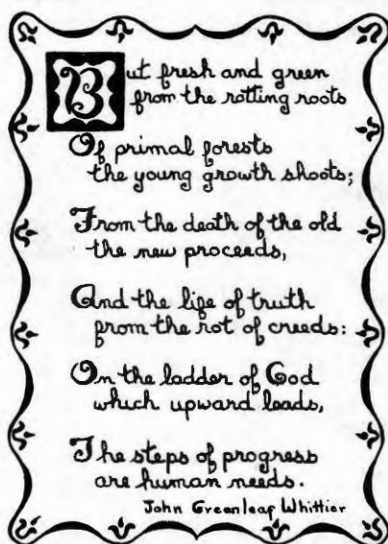 But fresh and green
from the rotting roots
Of primal forests
the young growth shoots;
From the death of the old
the new proceeds,
And the life of truth
from the rot of creeds:
On the ladder of God
which upward leads,
The steps of progress
are human needs.
John Greenleaf Whittier